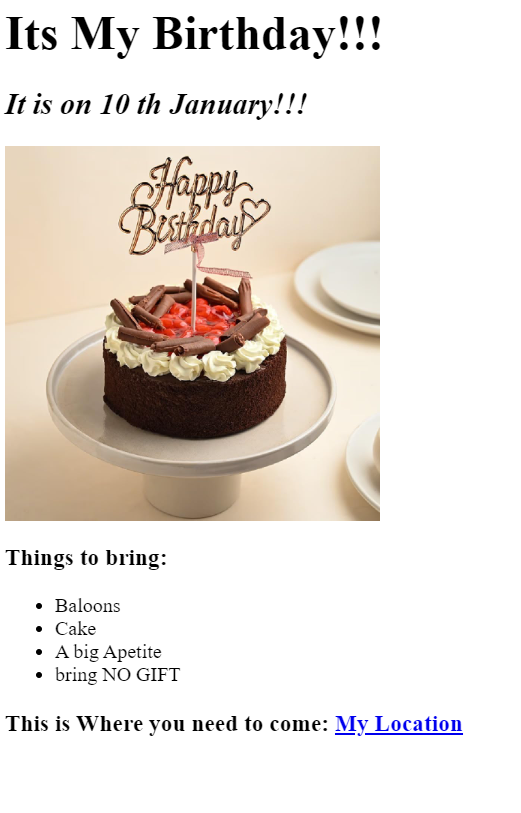 Its My Birthday!!!
It is on 10 th January!!!
Happy
Birthday
Things to bring:
Baloons
Cake
A big Apetite
bring NO GIFT
This is Where you need to come: My Location